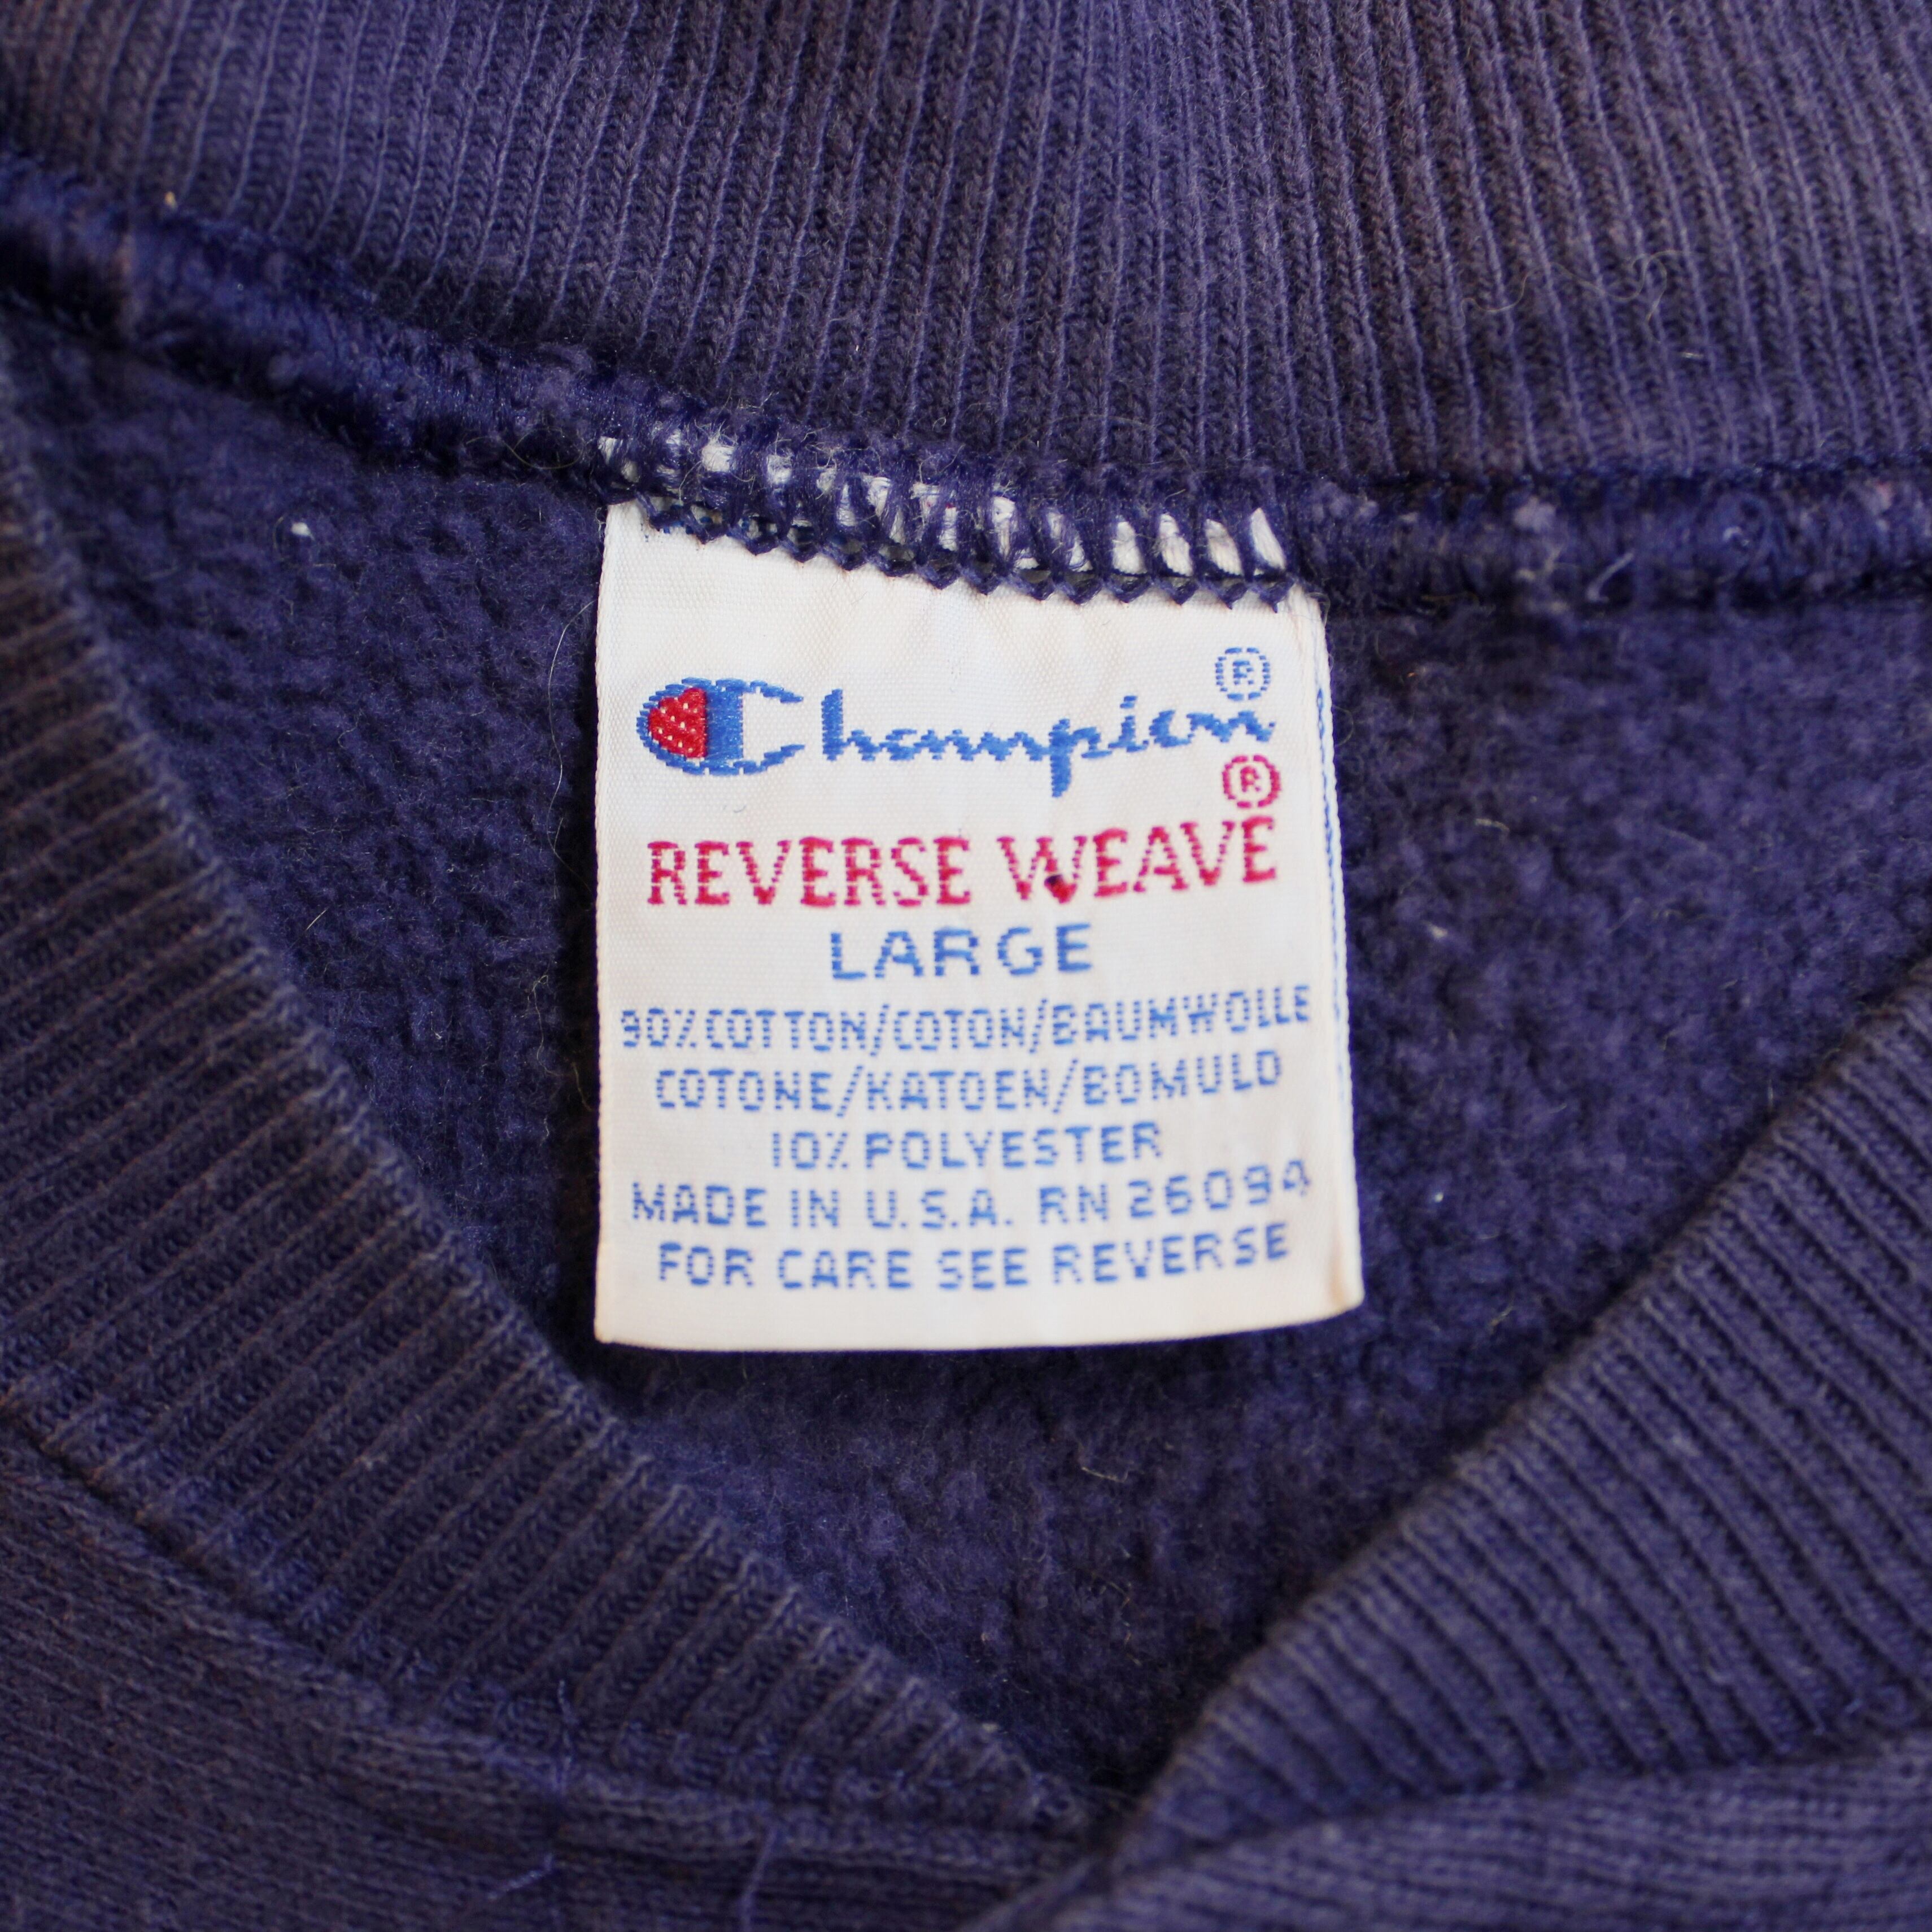 Champion®
REVERSE WEAVE®
LARGE
90% COTTON/COTON/BAUMWOLLE
COTONE/KATOEN/BOMULD
10% POLYESTER
MADE IN U.S.A. RN 26094
FOR CARE SEE REVERSE